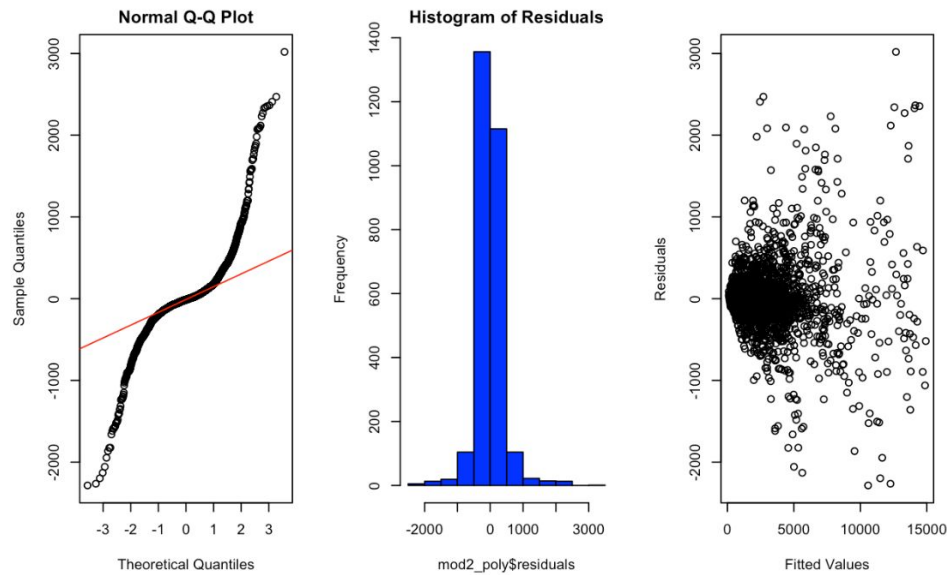 Normal Q-Q Plot
Sample Quantiles
3000
2000
1000
0
-1000
-2000
-3 -2 -1 0 1 2 3
Theoretical Quantiles
Histogram of Residuals
Frequency
1400
1200
1000
800
600
400
200
0
-2000 0 1000 3000
mod2_poly$residuals
Residuals
3000
2000
1000
0
-1000
-2000
0 5000 10000 15000
Fitted Values